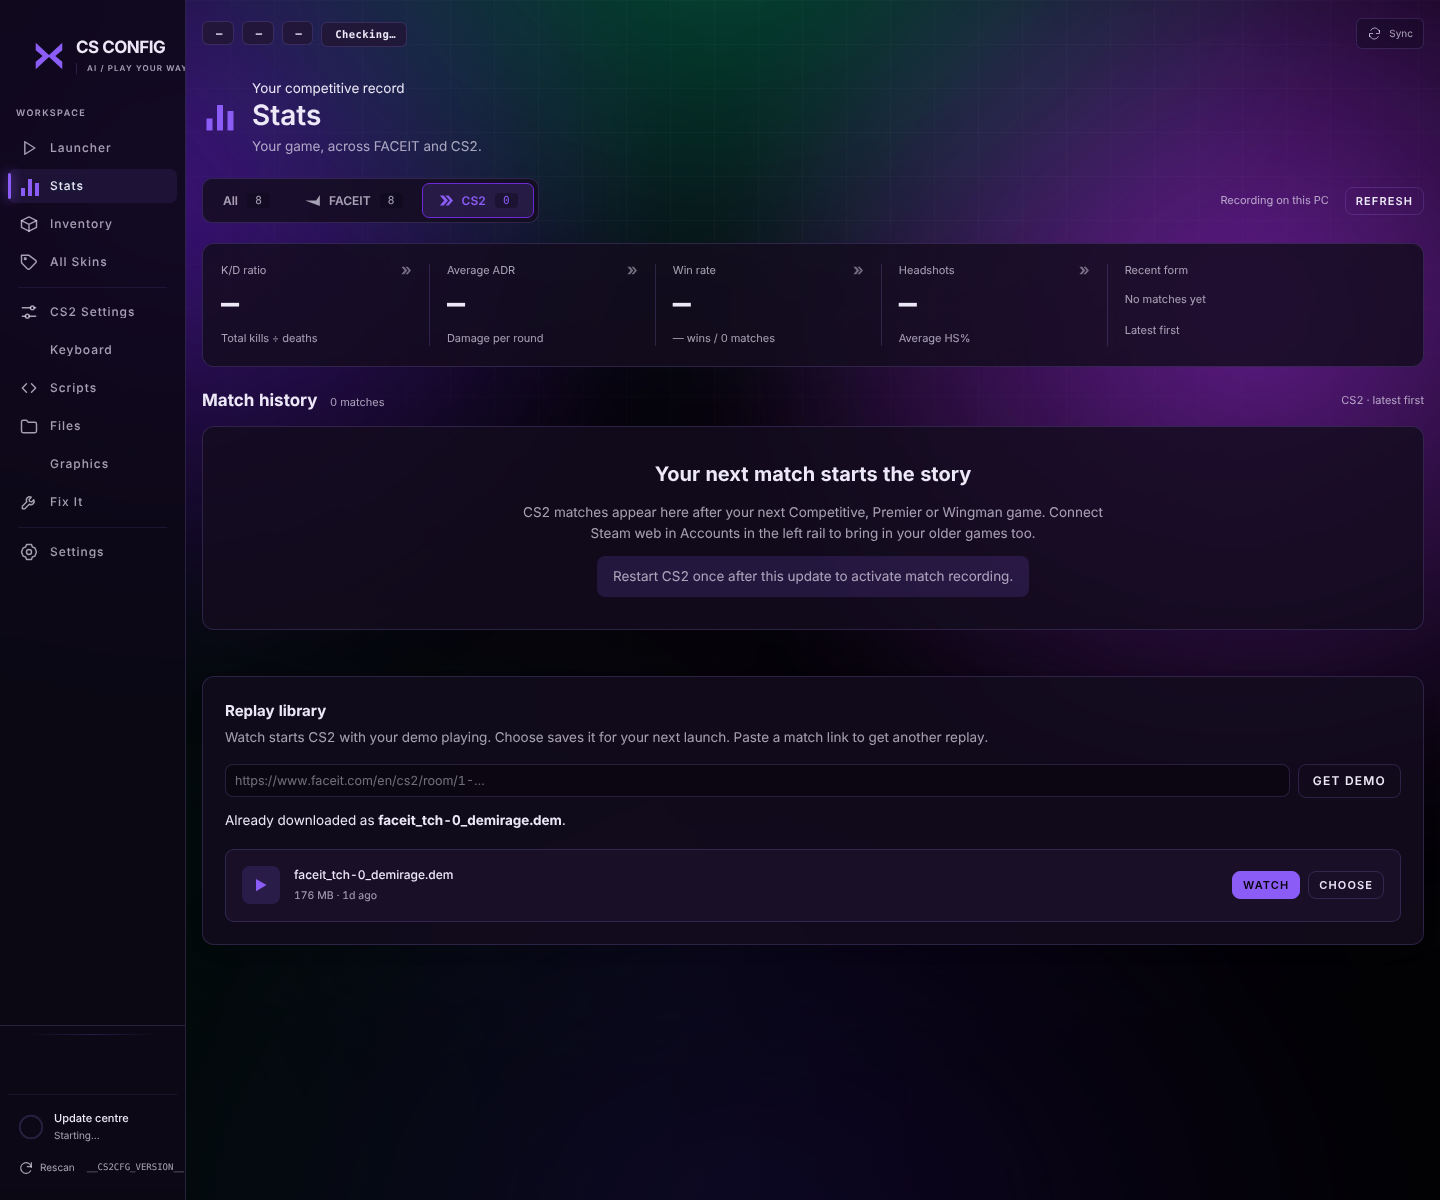 CS CONFIG
AI / PLAY YOUR WAY
WORKSPACE
Launcher
Stats
Inventory
All Skins
CS2 Settings
Keyboard
Scripts
Files
Graphics
Fix It
Settings
Update centre
Starting...
Rescan
__CS2CFG_VERSION__
– – – Checking…
Sync
Your competitive record
Stats
Your game, across FACEIT and CS2.
All 8 FACEIT 8 CS2 0
Recording on this PC REFRESH
K/D ratio
—
Total kills ÷ deaths
Average ADR
—
Damage per round
Win rate
—
— wins / 0 matches
Headshots
—
Average HS%
Recent form
No matches yet
Latest first
Match history 0 matches
CS2 · latest first
Your next match starts the story
CS2 matches appear here after your next Competitive, Premier or Wingman game. Connect
Steam web in Accounts in the left rail to bring in your older games too.
Restart CS2 once after this update to activate match recording.
Replay library
Watch starts CS2 with your demo playing. Choose saves it for your next launch. Paste a match link to get another replay.
https://www.faceit.com/en/cs2/room/1-...
GET DEMO
Already downloaded as faceit_tch-0_demirage.dem.
faceit_tch-0_demirage.dem
176 MB · 1d ago
WATCH
CHOOSE